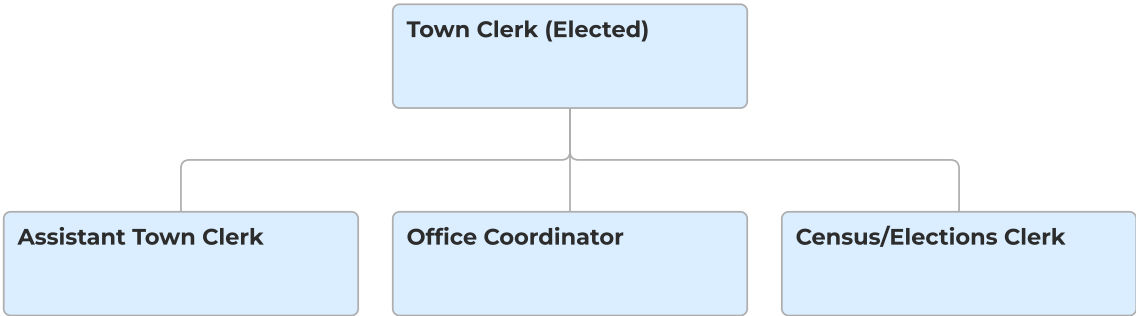 Town Clerk (Elected)
Assistant Town Clerk
Office Coordinator
Census/Elections Clerk